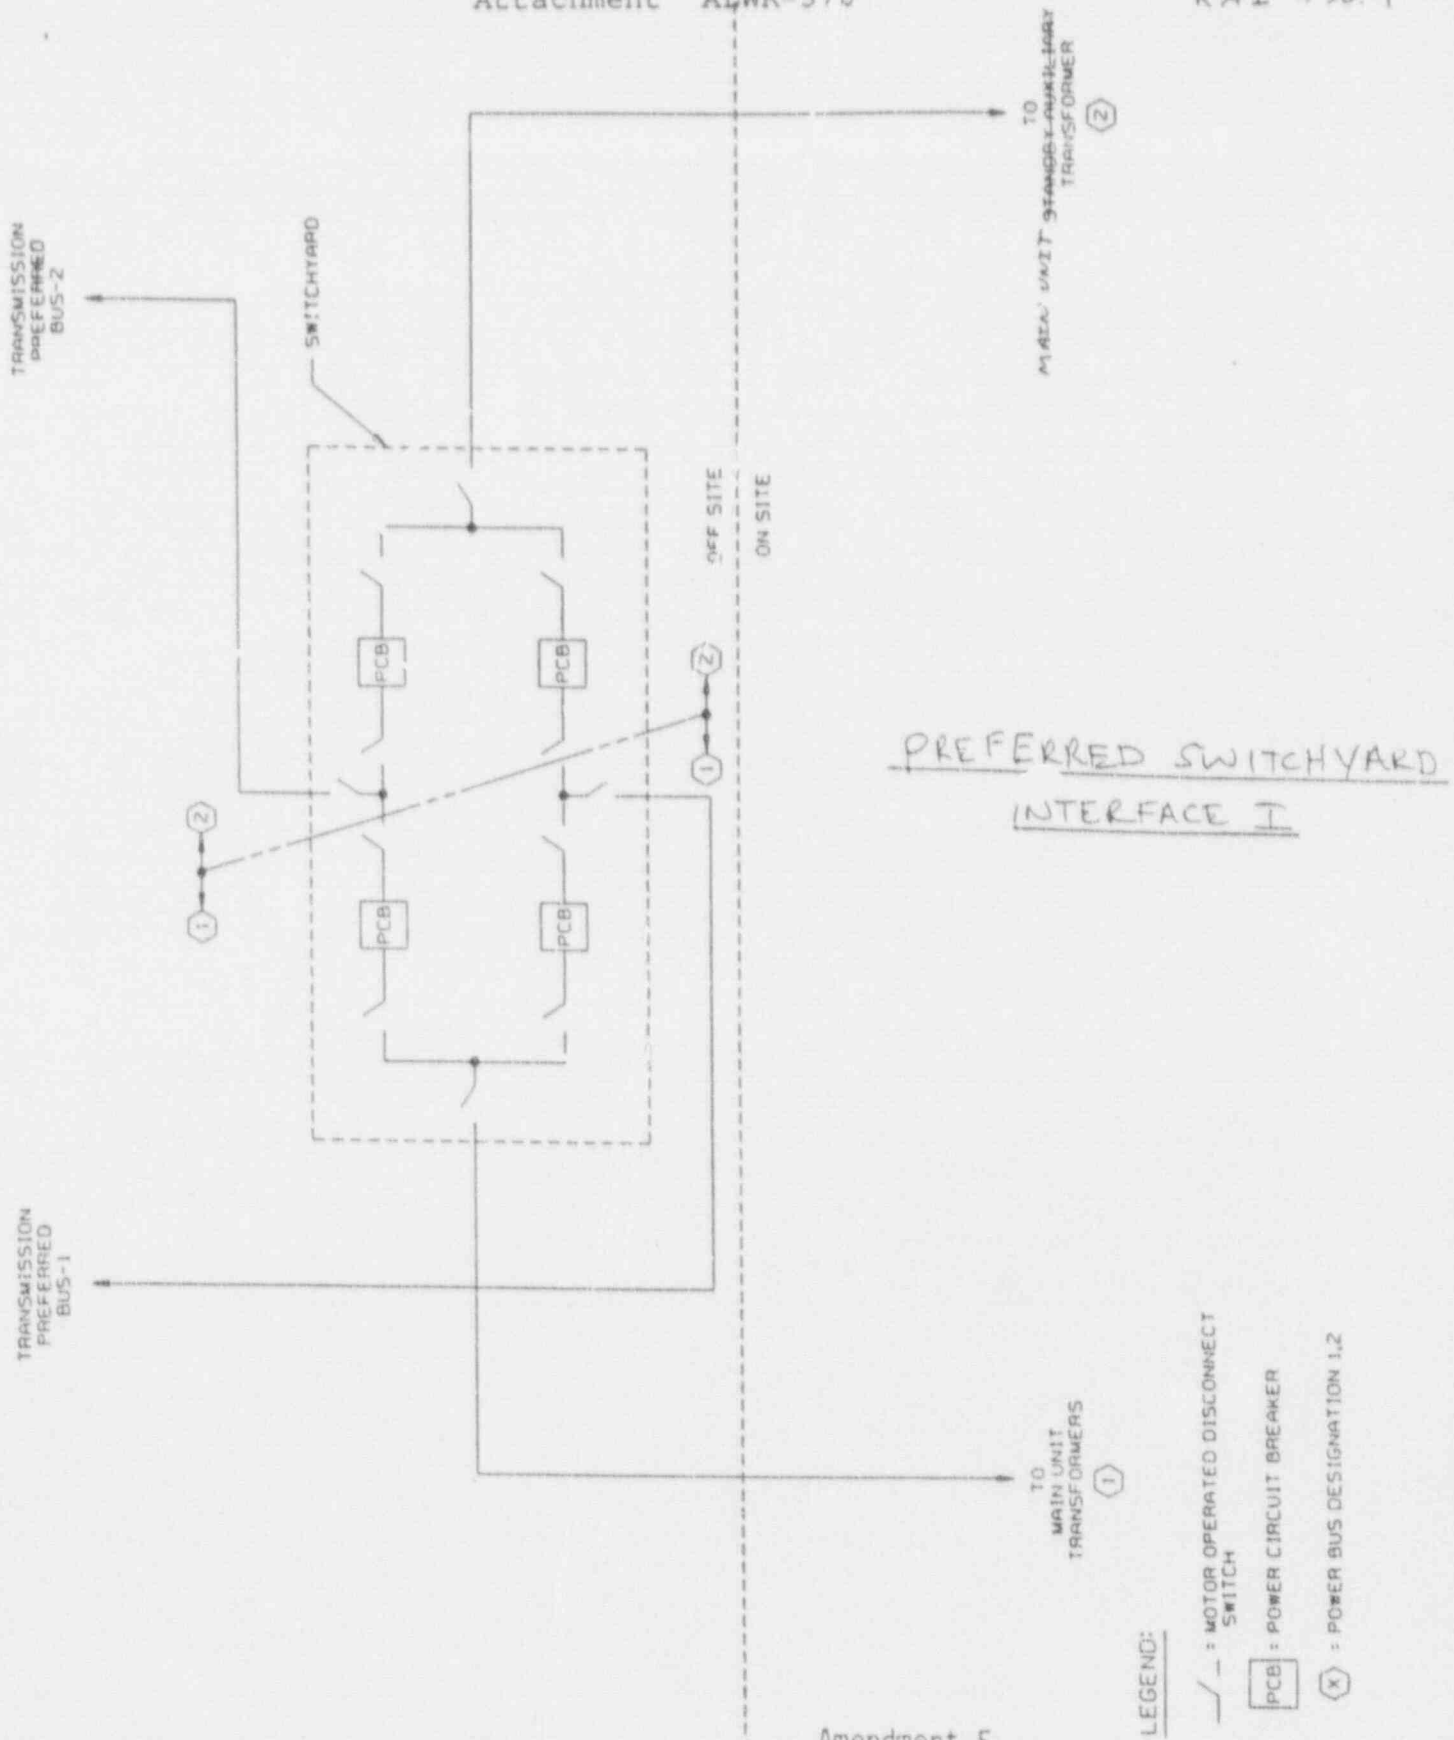 Attachment
TRANSMISSION
PREFERRED
BUS-1
TRANSMISSION
PREFERRED
BUS-2
SWITCHYARD
1
2
PCB
PCB
PCB
PCB
1
2
OFF SITE
ON SITE
TO
MAIN UNIT
TRANSFORMERS
1
TO
MAIN UNIT STANDBY AUXILIARY
TRANSFORMER
2
PREFERRED SWITCHYARD
INTERFACE I
LEGEND:
: MOTOR OPERATED DISCONNECT
SWITCH
PCB : POWER CIRCUIT BREAKER
X : POWER BUS DESIGNATION 1,2
Amendment